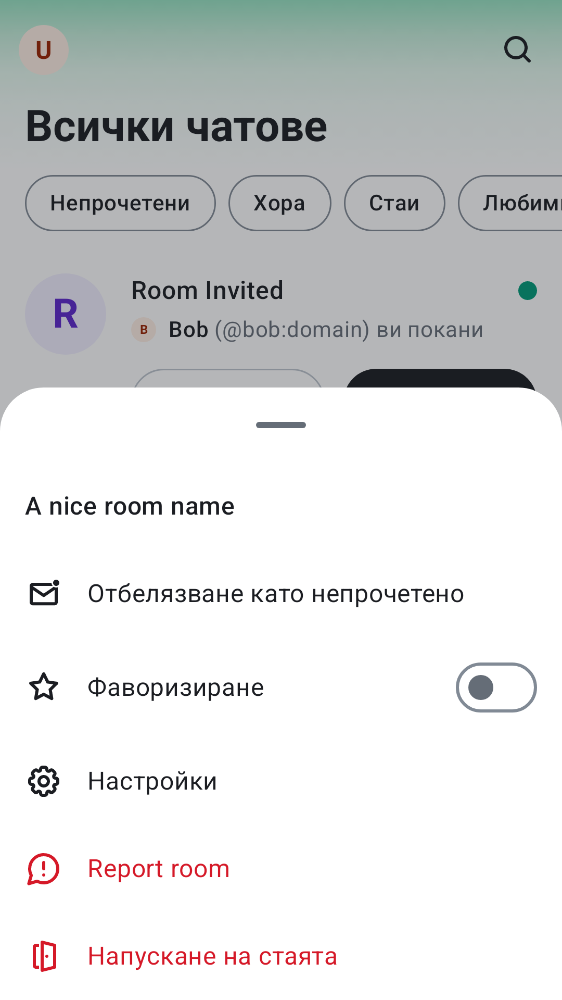 U
Всички чатове
Непрочетени
Хора
Стаи
Любим
R
Room Invited
B
Bob (@bob:domain) ви покани
A nice room name
Отбелязване като непрочетено
Фаворизиране
Настройки
Report room
Напускане на стаята